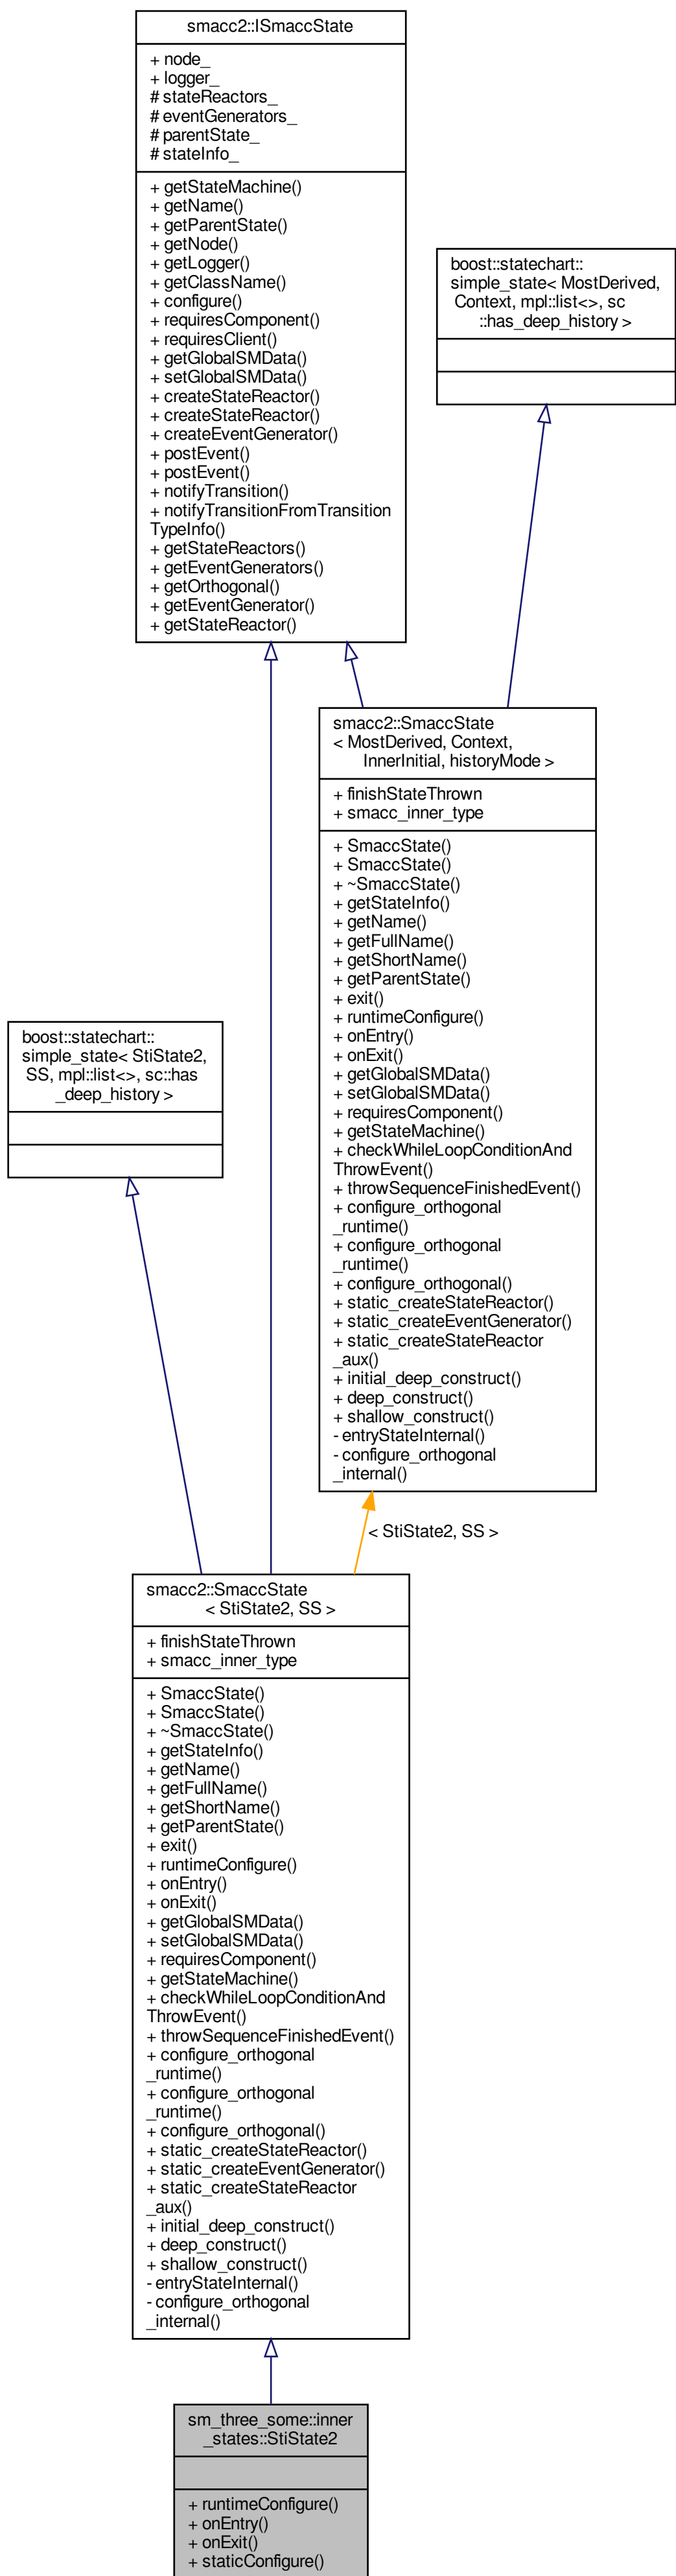 smacc2::ISmaccState
+ node_
+ logger_
# stateReactors_
# eventGenerators_
# parentState_
# stateInfo_
+ getStateMachine()
+ getName()
+ getParentState()
+ getNode()
+ getLogger()
+ getClassName()
+ configure()
+ requiresComponent()
+ requiresClient()
+ getGlobalSMData()
+ setGlobalSMData()
+ createStateReactor()
+ createStateReactor()
+ createEventGenerator()
+ postEvent()
+ postEvent()
+ notifyTransition()
+ notifyTransitionFromTransition
TypeInfo()
+ getStateReactors()
+ getEventGenerators()
+ getOrthogonal()
+ getEventGenerator()
+ getStateReactor()
boost::statechart::
simple_state< MostDerived,
Context, mpl::list<>, sc
::has_deep_history >
smacc2::SmaccState
< MostDerived, Context,
InnerInitial, historyMode >
+ finishStateThrown
+ smacc_inner_type
+ SmaccState()
+ SmaccState()
+ ~SmaccState()
+ getStateInfo()
+ getName()
+ getFullName()
+ getShortName()
+ getParentState()
+ exit()
+ runtimeConfigure()
+ onEntry()
+ onExit()
+ getGlobalSMData()
+ setGlobalSMData()
+ requiresComponent()
+ getStateMachine()
+ checkWhileLoopConditionAnd
ThrowEvent()
+ throwSequenceFinishedEvent()
+ configure_orthogonal
_runtime()
+ configure_orthogonal
_runtime()
+ configure_orthogonal()
+ static_createStateReactor()
+ static_createEventGenerator()
+ static_createStateReactor
_aux()
+ initial_deep_construct()
+ deep_construct()
+ shallow_construct()
- entryStateInternal()
- configure_orthogonal
_internal()
boost::statechart::
simple_state< StiState2,
SS, mpl::list<>, sc::has
_deep_history >
< StiState2, SS >
smacc2::SmaccState
< StiState2, SS >
+ finishStateThrown
+ smacc_inner_type
+ SmaccState()
+ SmaccState()
+ ~SmaccState()
+ getStateInfo()
+ getName()
+ getFullName()
+ getShortName()
+ getParentState()
+ exit()
+ runtimeConfigure()
+ onEntry()
+ onExit()
+ getGlobalSMData()
+ setGlobalSMData()
+ requiresComponent()
+ getStateMachine()
+ checkWhileLoopConditionAnd
ThrowEvent()
+ throwSequenceFinishedEvent()
+ configure_orthogonal
_runtime()
+ configure_orthogonal
_runtime()
+ configure_orthogonal()
+ static_createStateReactor()
+ static_createEventGenerator()
+ static_createStateReactor
_aux()
+ initial_deep_construct()
+ deep_construct()
+ shallow_construct()
- entryStateInternal()
- configure_orthogonal
_internal()
sm_three_some::inner
_states::StiState2
+ runtimeConfigure()
+ onEntry()
+ onExit()
+ staticConfigure()